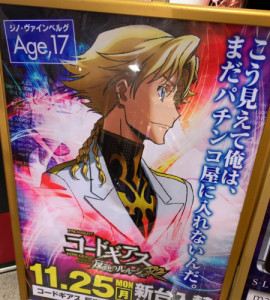 ジノ・ヴァインベルグ
Age,17
こう見えて俺は、
まだパチンコ屋に入れないんだ。
コードギアス
11.25 MON
[月]
新台
コードギアス